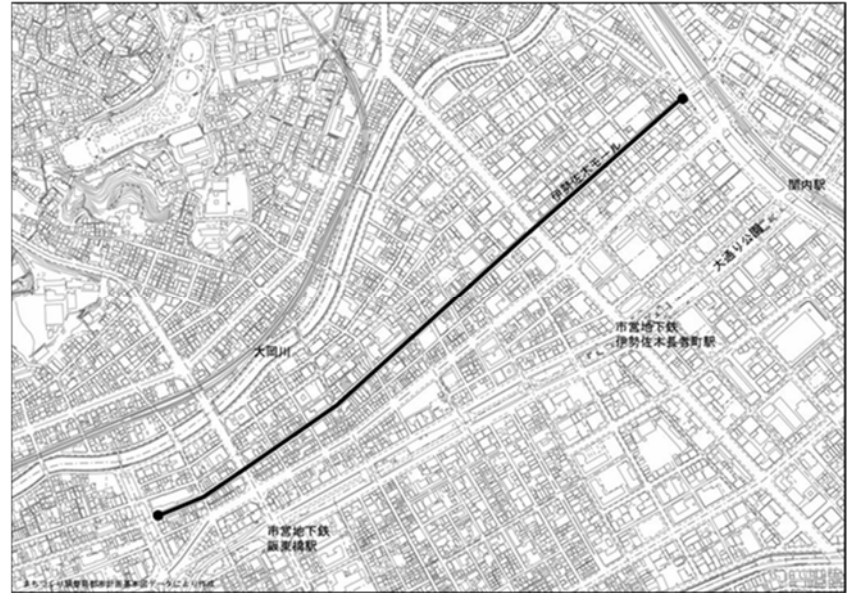 伊勢佐木モール
関内駅
大通り公園
市営地下鉄
伊勢佐木長者町駅
大岡川
市営地下鉄
阪東橋駅